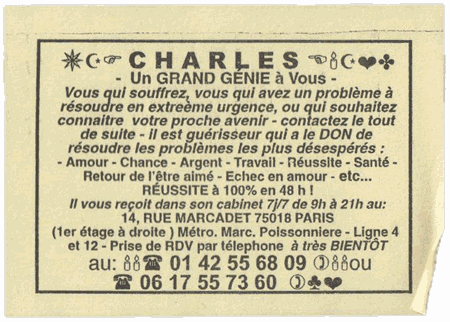 ✴☪☞ CHARLES ☜🕯☪❤✤
- Un GRAND GÉNIE à Vous -
Vous qui souffrez, vous qui avez un problème à
résoudre en extreème urgence, ou qui souhaitez
connaitre votre proche avenir - contactez le tout
de suite - il est guérisseur qui a le DON de
résoudre les problèmes les plus désespérés :
- Amour - Chance - Argent - Travail - Réussite - Santé -
Retour de l'être aimé - Echec en amour - etc...
RÉUSSITE à 100% en 48 h !
Il vous reçoit dans son cabinet 7j/7 de 9h à 21h au:
14, RUE MARCADET 75018 PARIS
(1er étage à droite ) Métro. Marc. Poissonniere - Ligne 4
et 12 - Prise de RDV par telephone à très BIENTÔT
au: 🕯🕯☎ 01 42 55 68 09 ☽🕯🕯ou
☎ 06 17 55 73 60 ☽♣❤